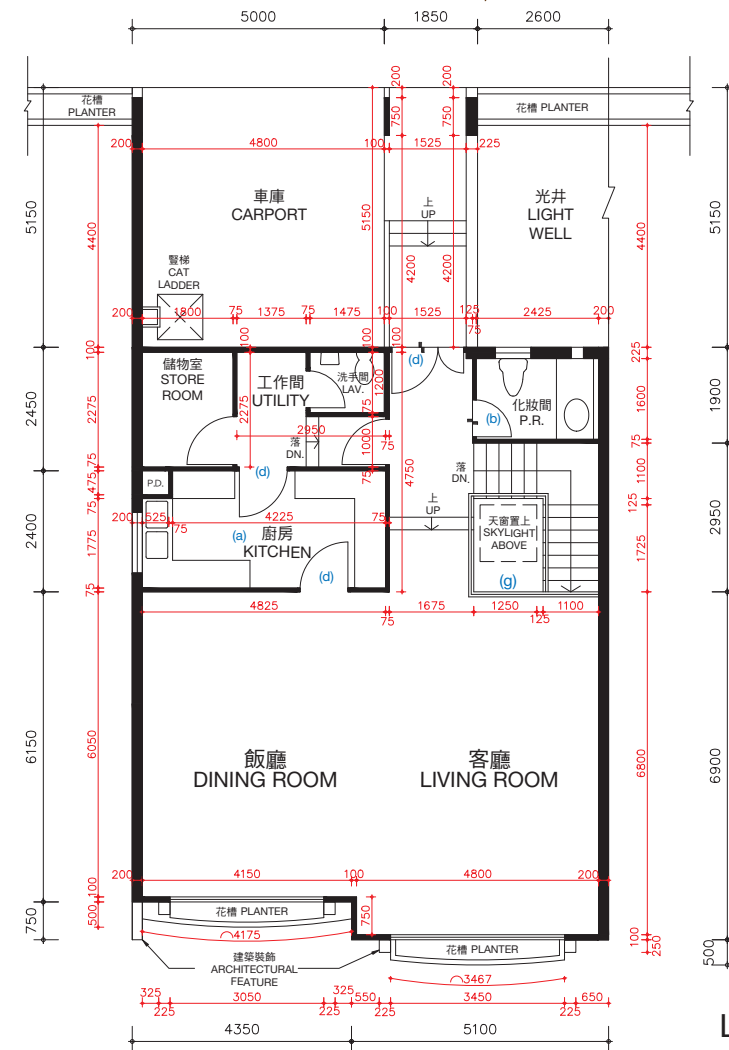 5000 1850 2600
花槽
PLANTER
花槽 PLANTER
200 750
200 750
200 4800 100 1525 225
車庫
CARPORT
上
UP
光井
LIGHT
WELL
5150
4400
5150
4200 4200
4400
5150
豎梯
CAT
LADDER
200 1800 75 1375 75 1475 100 1525 125 75 2425 200
100 100 100 225
(d)
儲物室
STORE
ROOM
工作間
UTILITY
洗手間
LAV.
化妝間
P.R.
(b)
2450
2275
2275
1200
75
1600
1900
2950
75
落
DN.
1000
75
4750
落
DN.
75
1100
75
475
75
P.D.
(d)
200 525 75 4225 75
(a)
廚房
KITCHEN
(d)
上
UP
天窗置上
SKYLIGHT
ABOVE
(g)
2400
1775
75
125
1725
2950
4825 75 1675 1250 125 1100
飯廳
DINING ROOM
客廳
LIVING ROOM
6150
6050
6800
6900
200 4150 100 4800 200
100
500
750
750
花槽 PLANTER
4175
花槽 PLANTER
100
250
500
建築裝飾
ARCHITECTURAL
FEATURE
3467
325 225 3050 225 325 550 225 3450 225 650
4350 5100
L